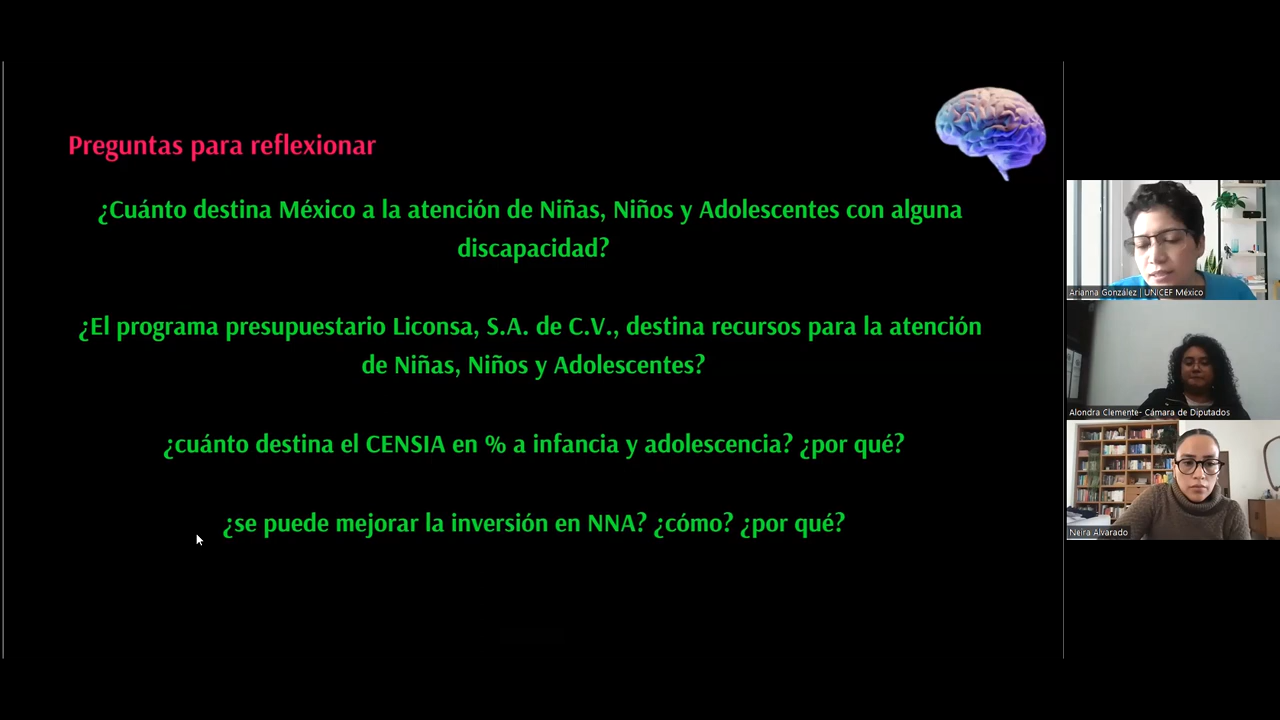 Preguntas para reflexionar
¿Cuánto destina México a la atención de Niñas, Niños y Adolescentes con alguna
discapacidad?
¿El programa presupuestario Liconsa, S.A. de C.V., destina recursos para la atención
de Niñas, Niños y Adolescentes?
¿cuánto destina el CENSIA en % a infancia y adolescencia? ¿por qué?
¿se puede mejorar la inversión en NNA? ¿cómo? ¿por qué?
Arianna González | UNICEF México
Alondra Clemente- Cámara de Diputados
Neira Alvarado